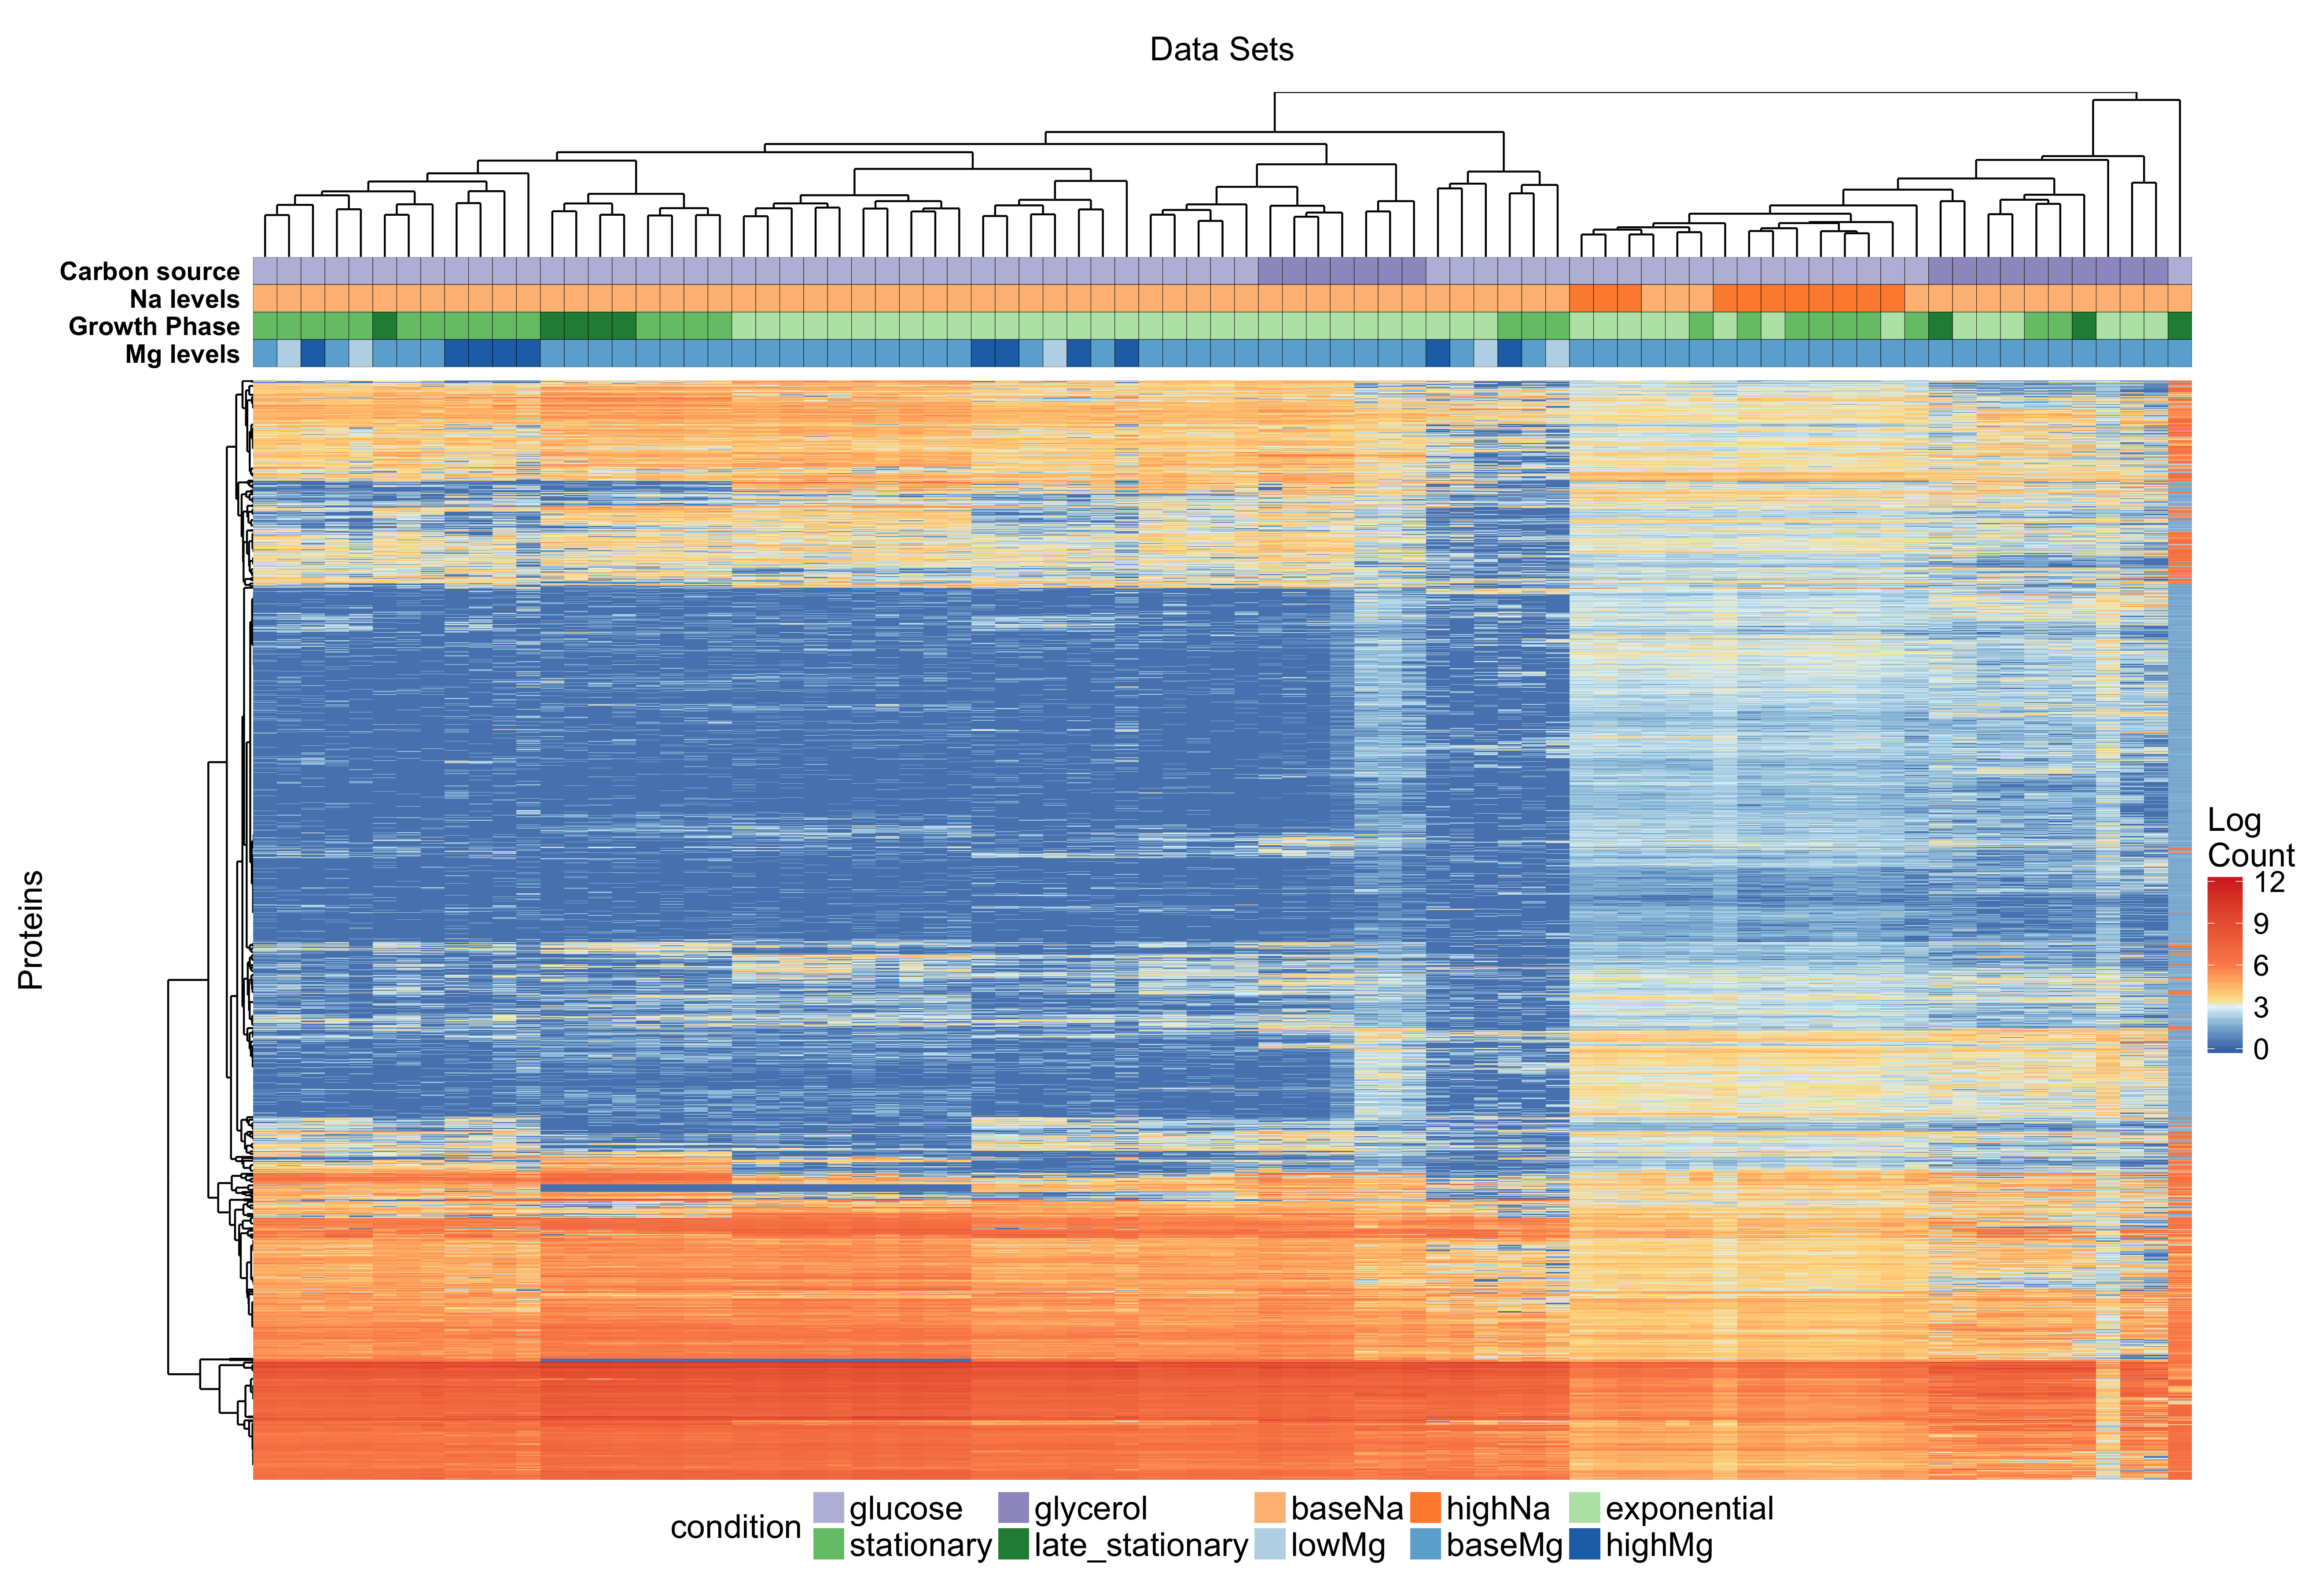 Data Sets
Carbon source
Na levels
Growth Phase
Mg levels
Proteins
Log
Count
12
9
6
3
0
condition
glucose glycerol baseNa highNa exponential
stationary late_stationary lowMg baseMg highMg